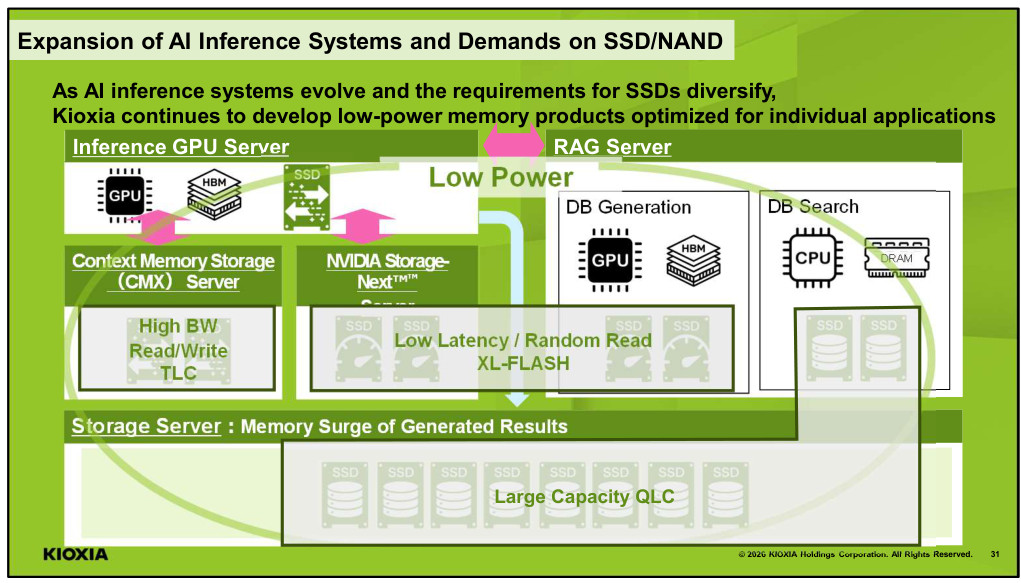 Expansion of AI Inference Systems and Demands on SSD/NAND
As AI inference systems evolve and the requirements for SSDs diversify,
Kioxia continues to develop low-power memory products optimized for individual applications
Inference GPU Server
RAG Server
Low Power
GPU
HBM
SSD
DB Generation
GPU
HBM
DB Search
CPU
DRAM
Context Memory Storage
（CMX） Server
NVIDIA Storage-
Next™™
Server
High BW
Read/Write
TLC
SSD SSD
SSD SSD
Low Latency / Random Read
XL-FLASH
SSD SSD
Storage Server：Memory Surge of Generated Results
SSD SSD SSD SSD SSD SSD SSD SSD
Large Capacity QLC
KIOXIA
© 2026 KIOXIA Holdings Corporation. All Rights Reserved.
31